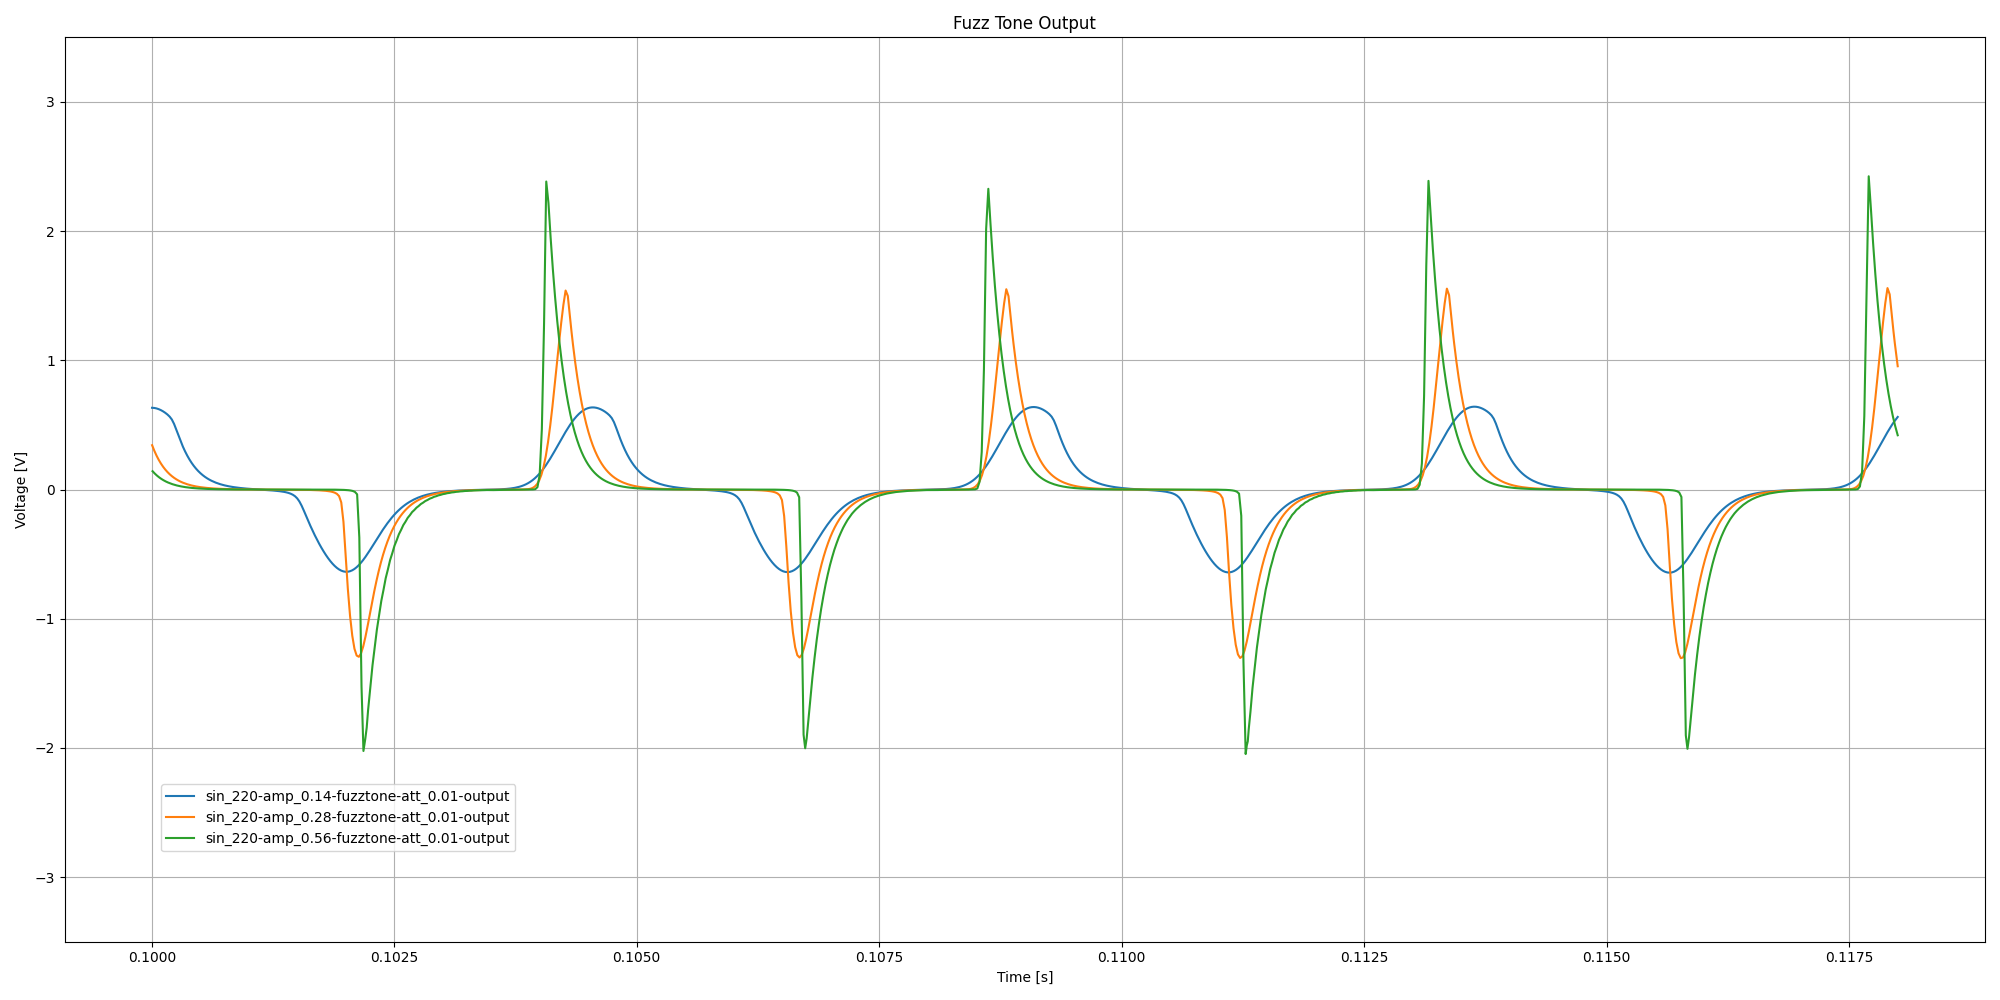 Fuzz Tone Output
Voltage [V]
3
2
1
0
−1
−2
−3
sin_220-amp_0.14-fuzztone-att_0.01-output
sin_220-amp_0.28-fuzztone-att_0.01-output
sin_220-amp_0.56-fuzztone-att_0.01-output
0.1000 0.1025 0.1050 0.1075 0.1100 0.1125 0.1150 0.1175
Time [s]